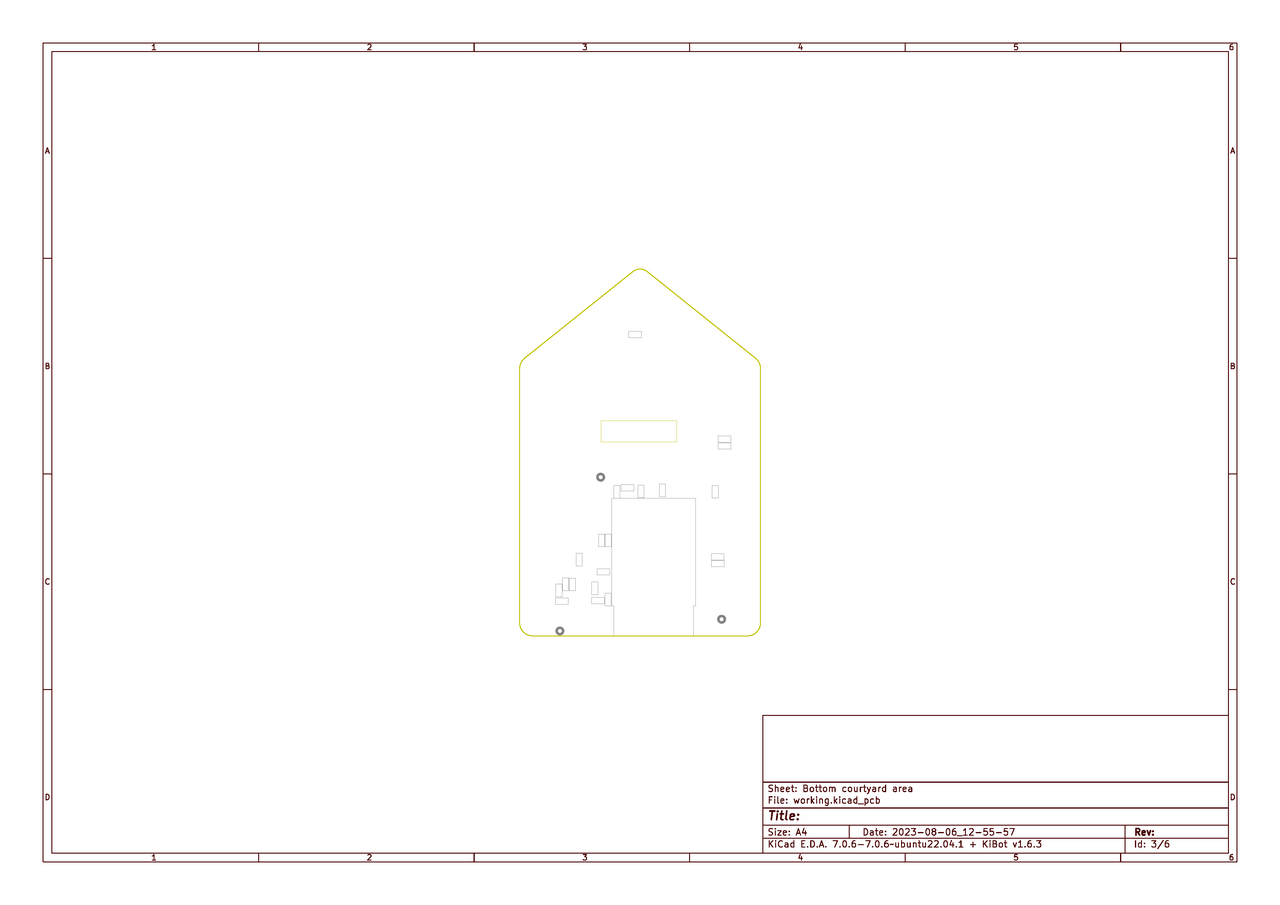 1 2 3 4 5 6
A A
B B
C C
D D
Sheet: Bottom courtyard area
File: working.kicad_pcb
Title:
Size: A4 Date: 2023-08-06_12-55-57 Rev:
KiCad E.D.A. 7.0.6-7.0.6~ubuntu22.04.1 + KiBot v1.6.3 Id: 3/6
1 2 3 4 5 6